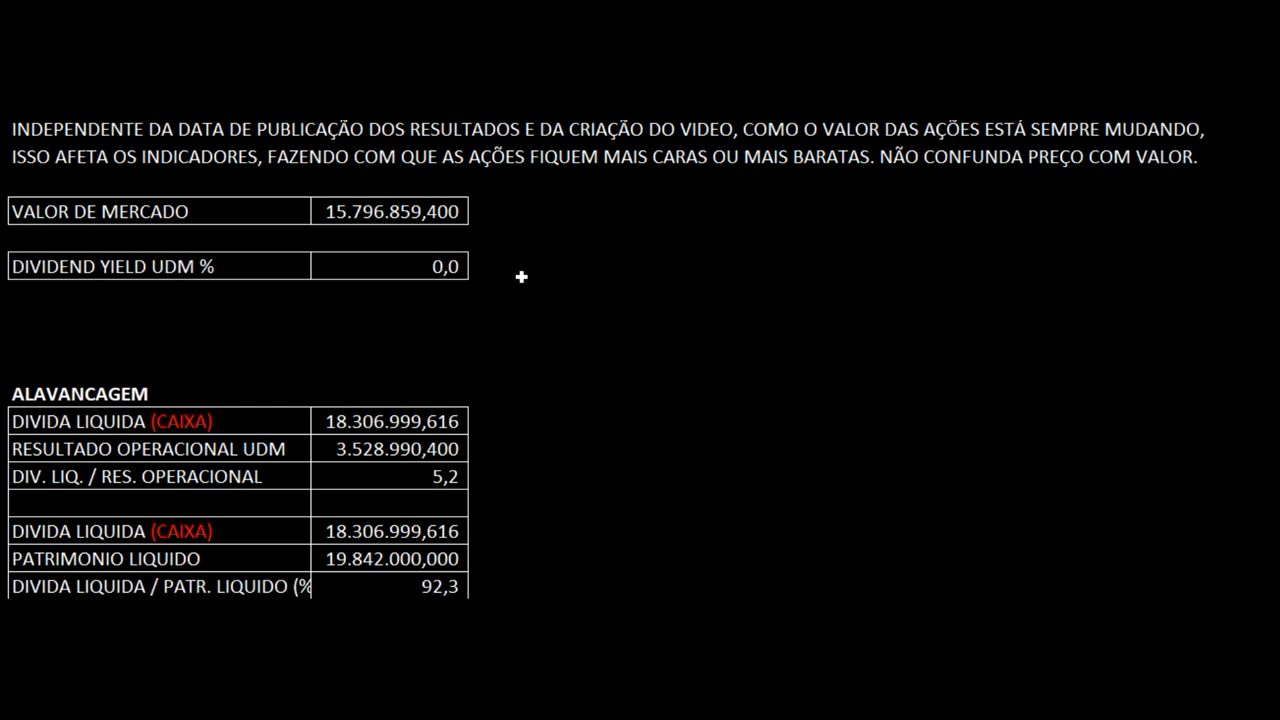 INDEPENDENTE DA DATA DE PUBLICAÇÃO DOS RESULTADOS E DA CRIAÇÃO DO VIDEO, COMO O VALOR DAS AÇÕES ESTÁ SEMPRE MUDANDO,
ISSO AFETA OS INDICADORES, FAZENDO COM QUE AS AÇÕES FIQUEM MAIS CARAS OU MAIS BARATAS. NÃO CONFUNDA PREÇO COM VALOR.
VALOR DE MERCADO 15.796.859,400
DIVIDEND YIELD UDM % 0,0
ALAVANCAGEM
DIVIDA LIQUIDA (CAIXA) 18.306.999,616
RESULTADO OPERACIONAL UDM 3.528.990,400
DIV. LIQ. / RES. OPERACIONAL 5,2
DIVIDA LIQUIDA (CAIXA) 18.306.999,616
PATRIMONIO LIQUIDO 19.842.000,000
DIVIDA LIQUIDA / PATR. LIQUIDO (% 92,3